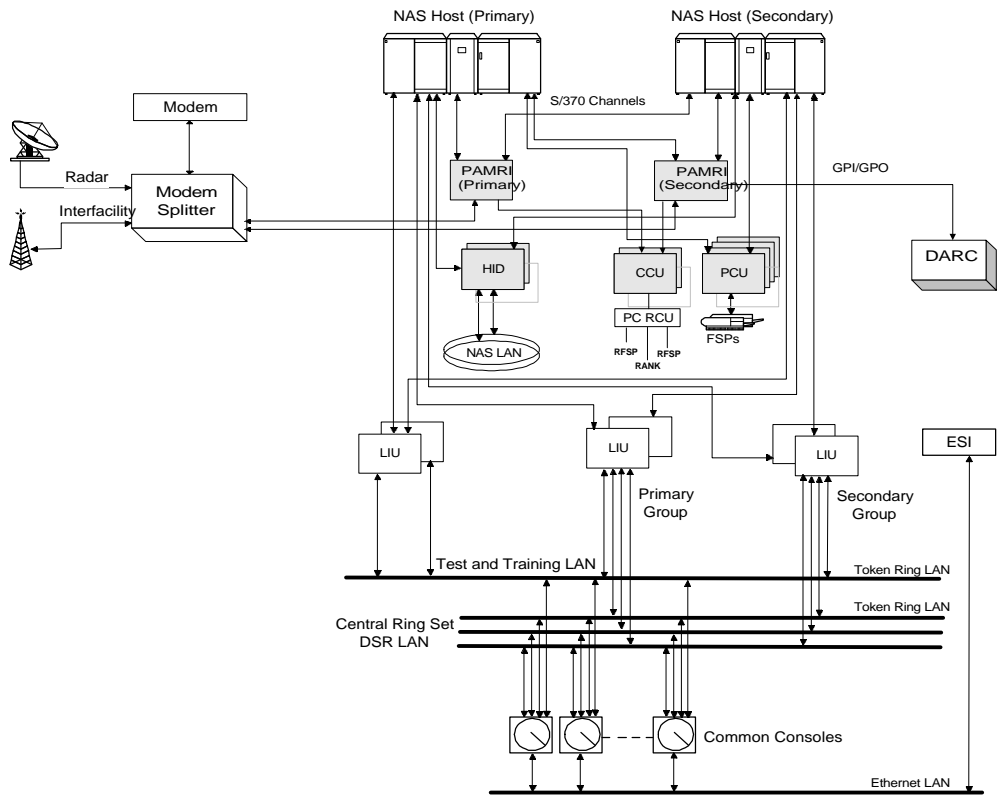 NAS Host (Primary)
NAS Host (Secondary)
S/370 Channels
Modem
Radar
Modem
Splitter
Interfacility
PAMRI
(Primary)
PAMRI
(Secondary)
GPI/GPO
DARC
HID
CCU
PCU
PC RCU
FSPs
RFSP
RFSP
RANK
NAS LAN
LIU
LIU
LIU
ESI
Primary
Group
Secondary
Group
Test and Training LAN
Token Ring LAN
Token Ring LAN
Central Ring Set
DSR LAN
Common Consoles
Ethernet LAN